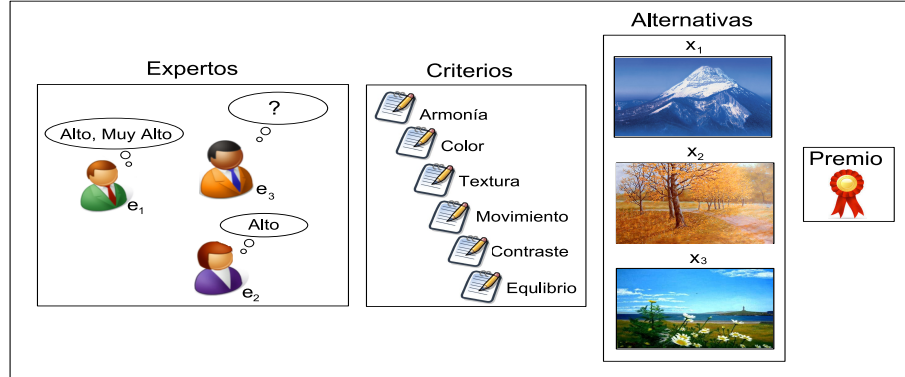 Expertos
Alto, Muy Alto
e1
?
e3
Alto
e2
Criterios
Armonía
Color
Textura
Movimiento
Contraste
Equlibrio
Alternativas
x1
x2
x3
Premio